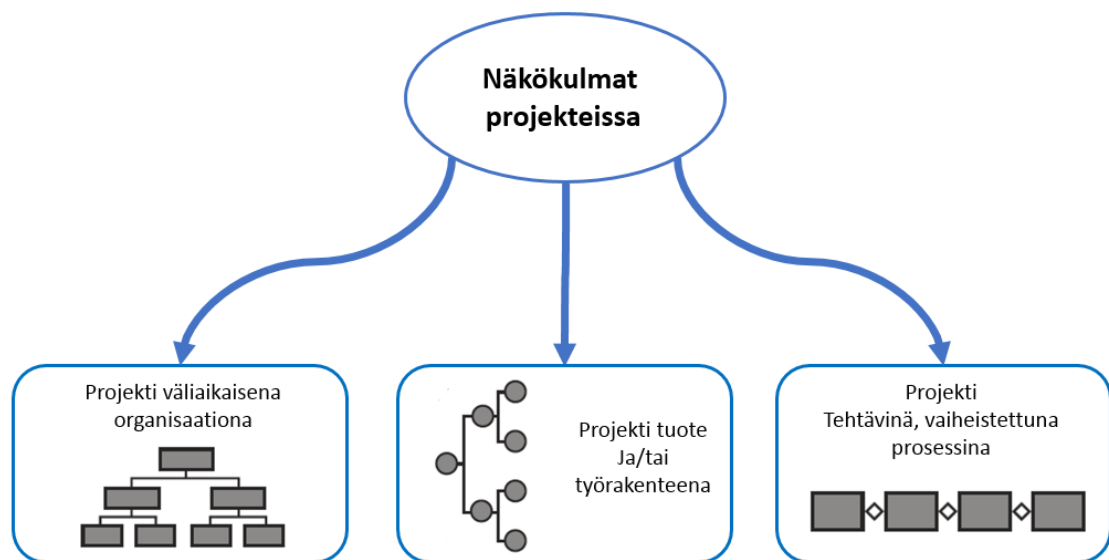 Näkökulmat
projekteissa
Projekti väliaikaisena
organisaationa
Projekti tuote
Ja/tai
työrakenteena
Projekti
Tehtävinä, vaiheistettuna
prosessina